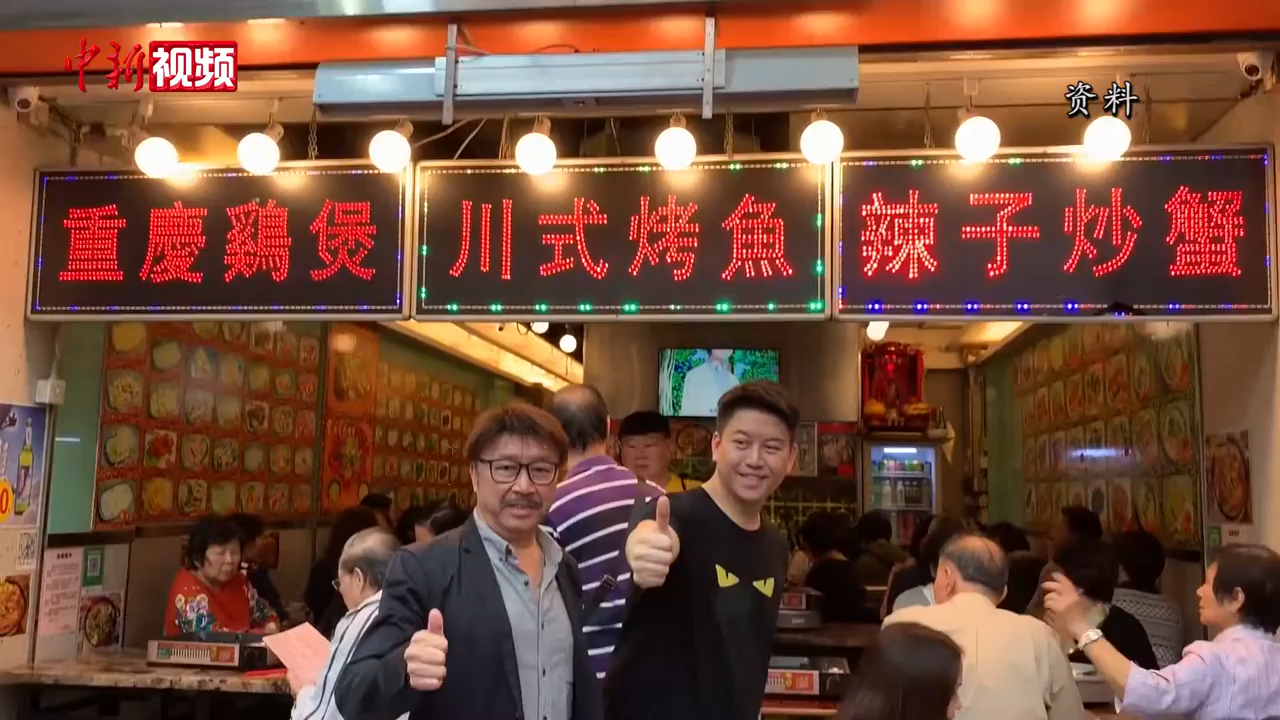 中新视频
资料
重慶鷄煲
川式烤魚
辣子炒蟹